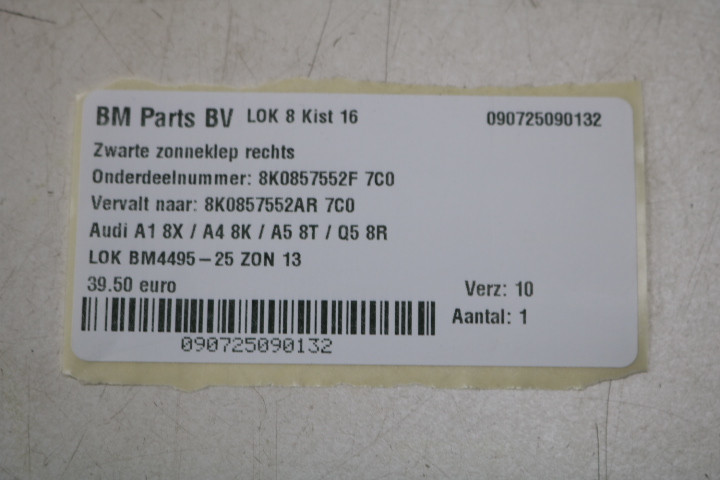 BM Parts BV LOK 8 Kist 16 090725090132
Zwarte zonneklep rechts
Onderdeelnummer: 8K0857552F 7C0
Vervalt naar: 8K0857552AR 7C0
Audi A1 8X / A4 8K / A5 8T / Q5 8R
LOK BM4495-25 ZON 13
39.50 euro Verz: 10
Aantal: 1
090725090132